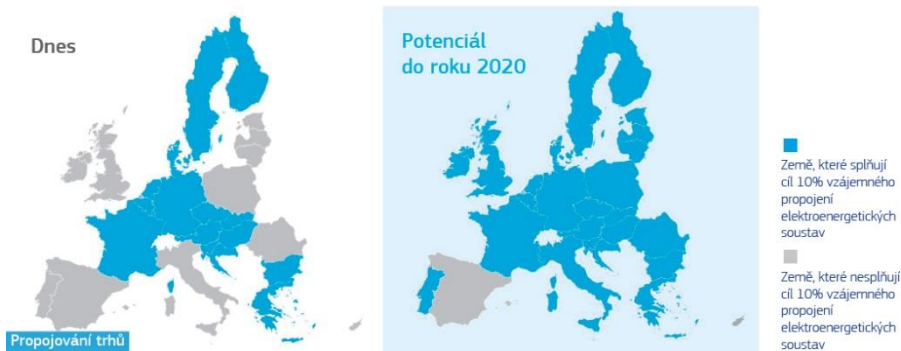 Dnes
Propojování trhů
Potenciál
do roku 2020
Země, které splňují
cíl 10% vzájemného
propojení
elektroenergetických
soustav
Země, které nesplňují
cíl 10% vzájemného
propojení
elektroenergetických
soustav